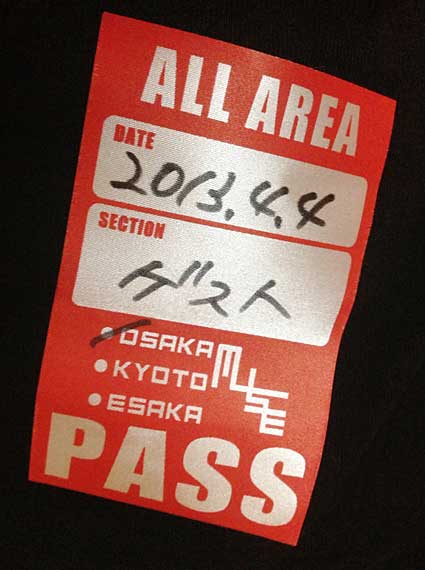 ALL AREA
DATE
2013.4.4
SECTION
ゲスト
OSAKA
KYOTO
ESAKA
MUSE
PASS